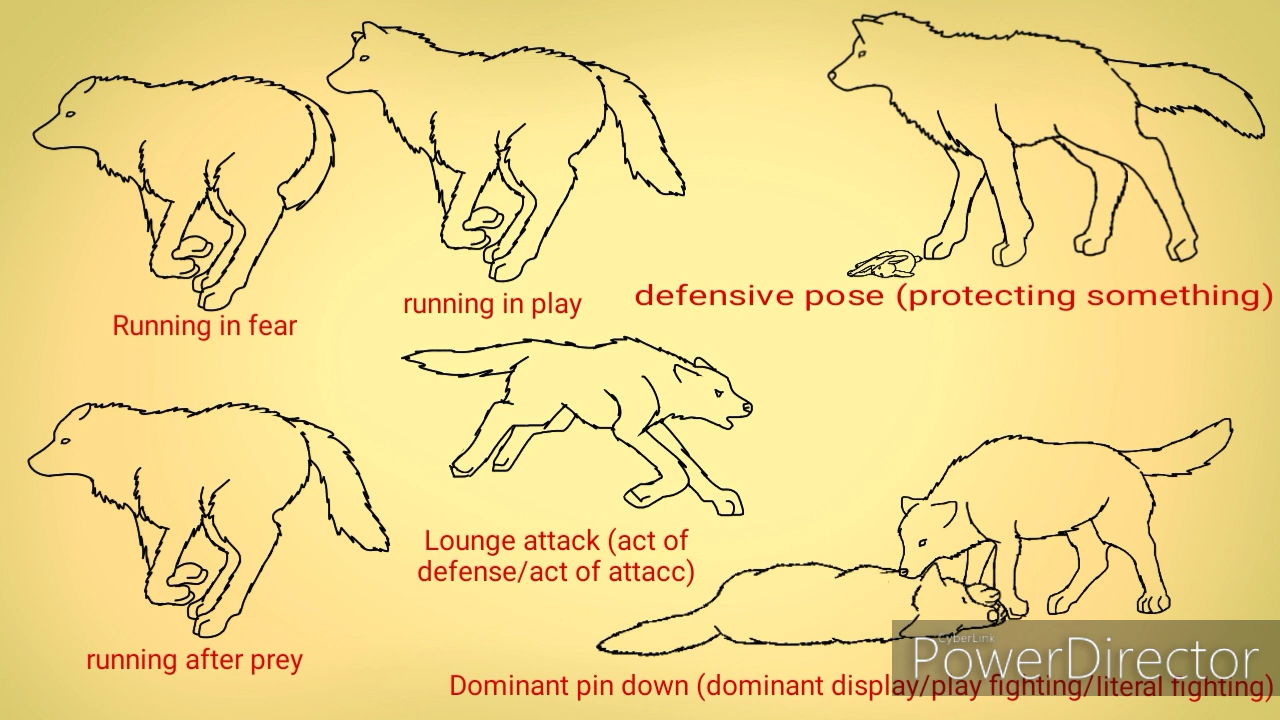 running in play
defensive pose (protecting something)
Running in fear
Lounge attack (act of
defense/act of attacc)
running after prey
CyberLink
PowerDirector
Dominant pin down (dominant display/play fighting/literal fighting)